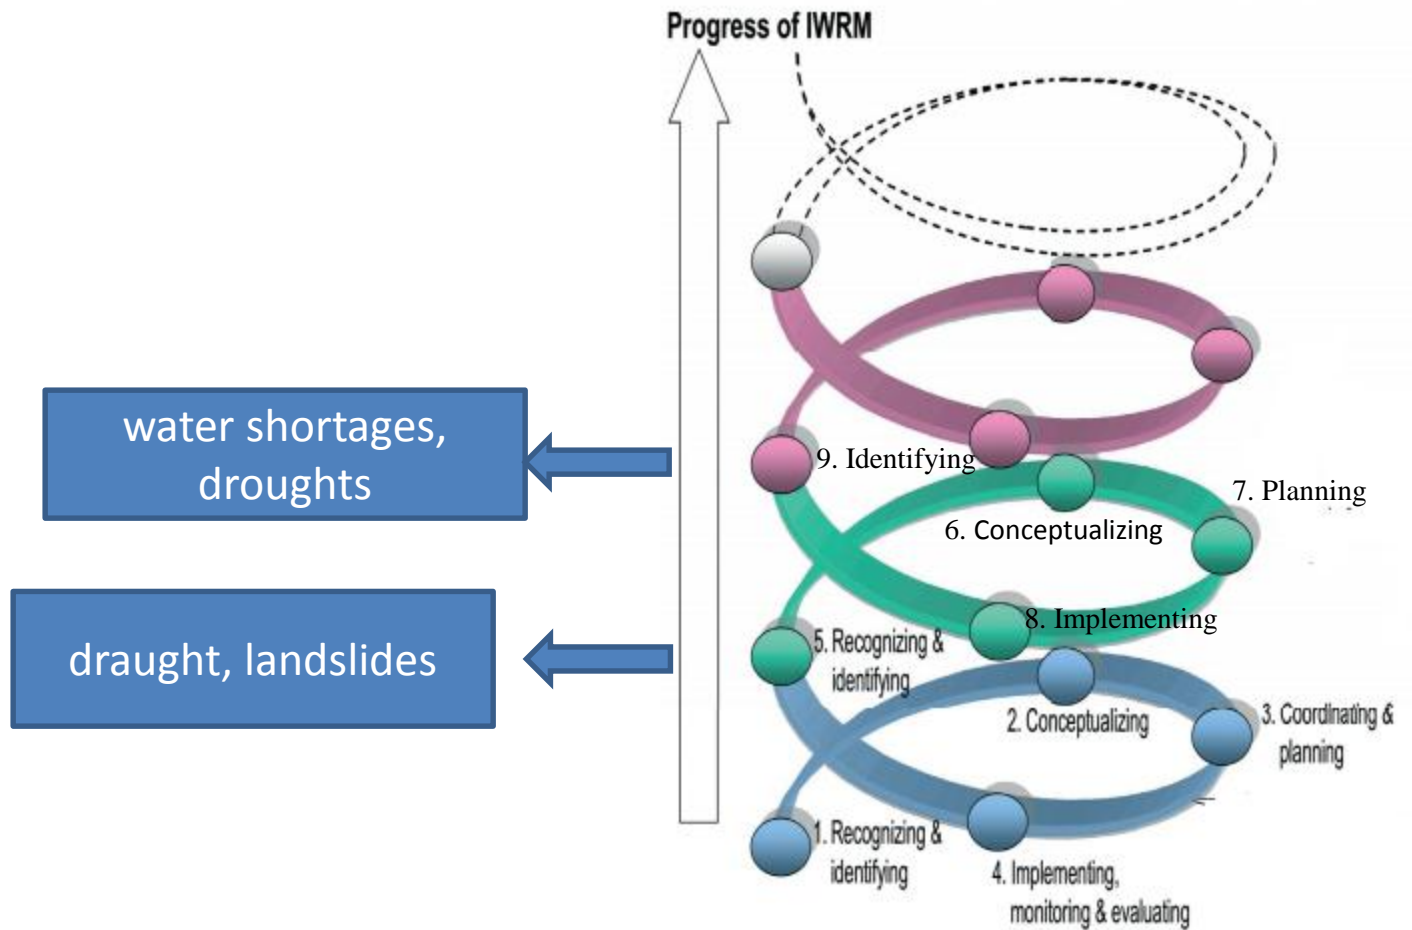 Progress of IWRM
water shortages,
droughts
draught, landslides
9. Identifying
7. Planning
6. Conceptualizing
8. Implementing
5. Recognizing &
identifying
2. Conceptualizing
3. Coordinating &
planning
1. Recognizing &
identifying
4. Implementing,
monitoring & evaluating